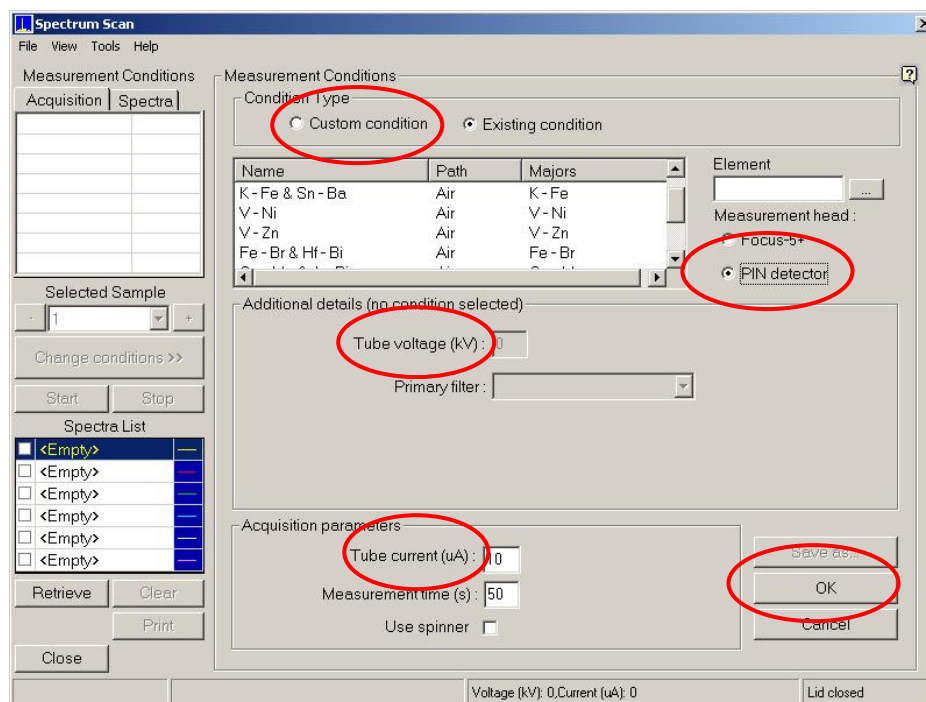 Spectrum Scan
File View Tools Help
Measurement Conditions
Acquisition Spectra
Selected Sample
- 1 +
Change conditions >>
Start Stop
Spectra List
<Empty>
<Empty>
<Empty>
<Empty>
<Empty>
<Empty>
Retrieve Clear
Print
Close
Measurement Conditions
Condition Type
Custom condition Existing condition
Name Path Majors
K - Fe & Sn - Ba Air K - Fe
V - Ni Air V - Ni
V - Zn Air V - Zn
Fe - Br & Hf - Bi Air Fe - Br
Element
...
Measurement head :
Focus-5+
PIN detector
Additional details (no condition selected)
Tube voltage (kV) : 0
Primary filter :
Acquisition parameters
Tube current (uA) : 10
Measurement time (s) : 50
Use spinner
Save as...
OK
Cancel
Voltage (kV): 0,Current (uA): 0
Lid closed